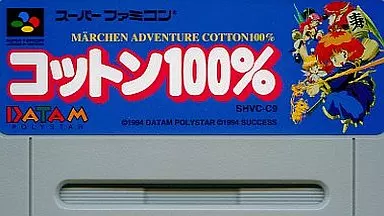 スーパーファミコン
MÄRCHEN ADVENTURE COTTON100%
コットン100%
SHVC-C9
DATAM
POLYSTAR
©1994 DATAM POLYSTAR ©1994 SUCCESS